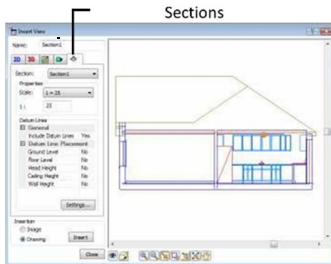 Sections
Insert View
Name: Section1
2D 3D
Section: Section1
Properties
Scale: 1 = 25
1 : 25
Datum Lines
General
Include Datum Lines Yes
Datum Line Placement
Ground Level No
Floor Level No
Head Height No
Ceiling Height No
Wall Height No
Settings...
Insertion
Image
Drawing
Insert
Close